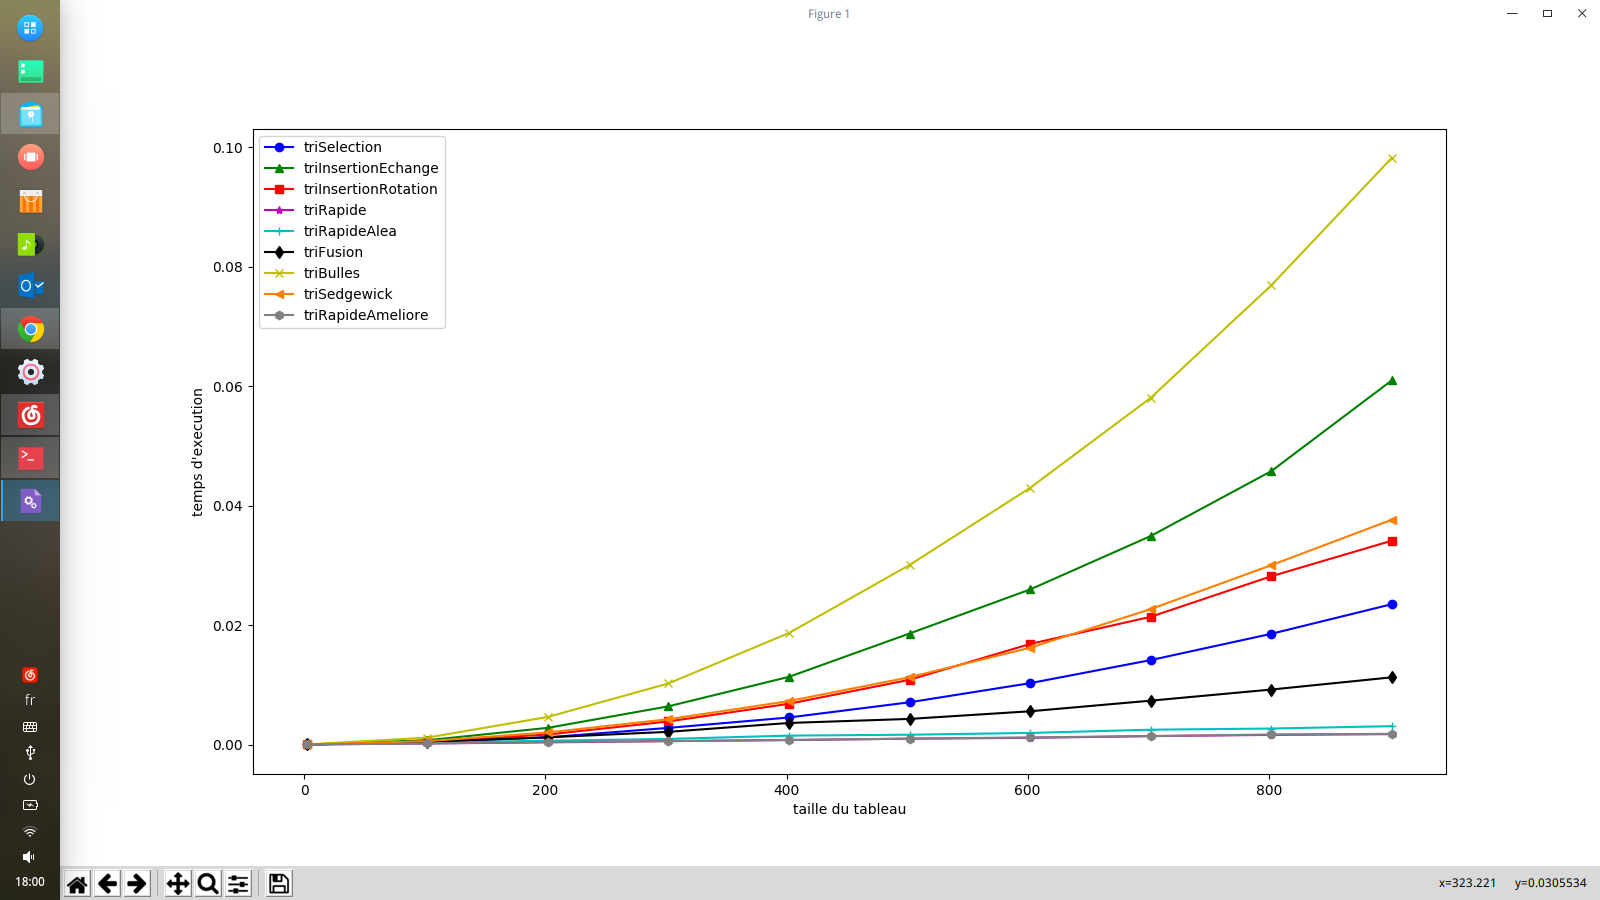 Figure 1
0.10
0.08
0.06
0.04
0.02
0.00
temps d'execution
triSelection
triInsertionEchange
triInsertionRotation
triRapide
triRapideAlea
triFusion
triBulles
triSedgewick
triRapideAmeliore
0
200
400
600
800
taille du tableau
fr
18:00
x=323.221 y=0.0305534